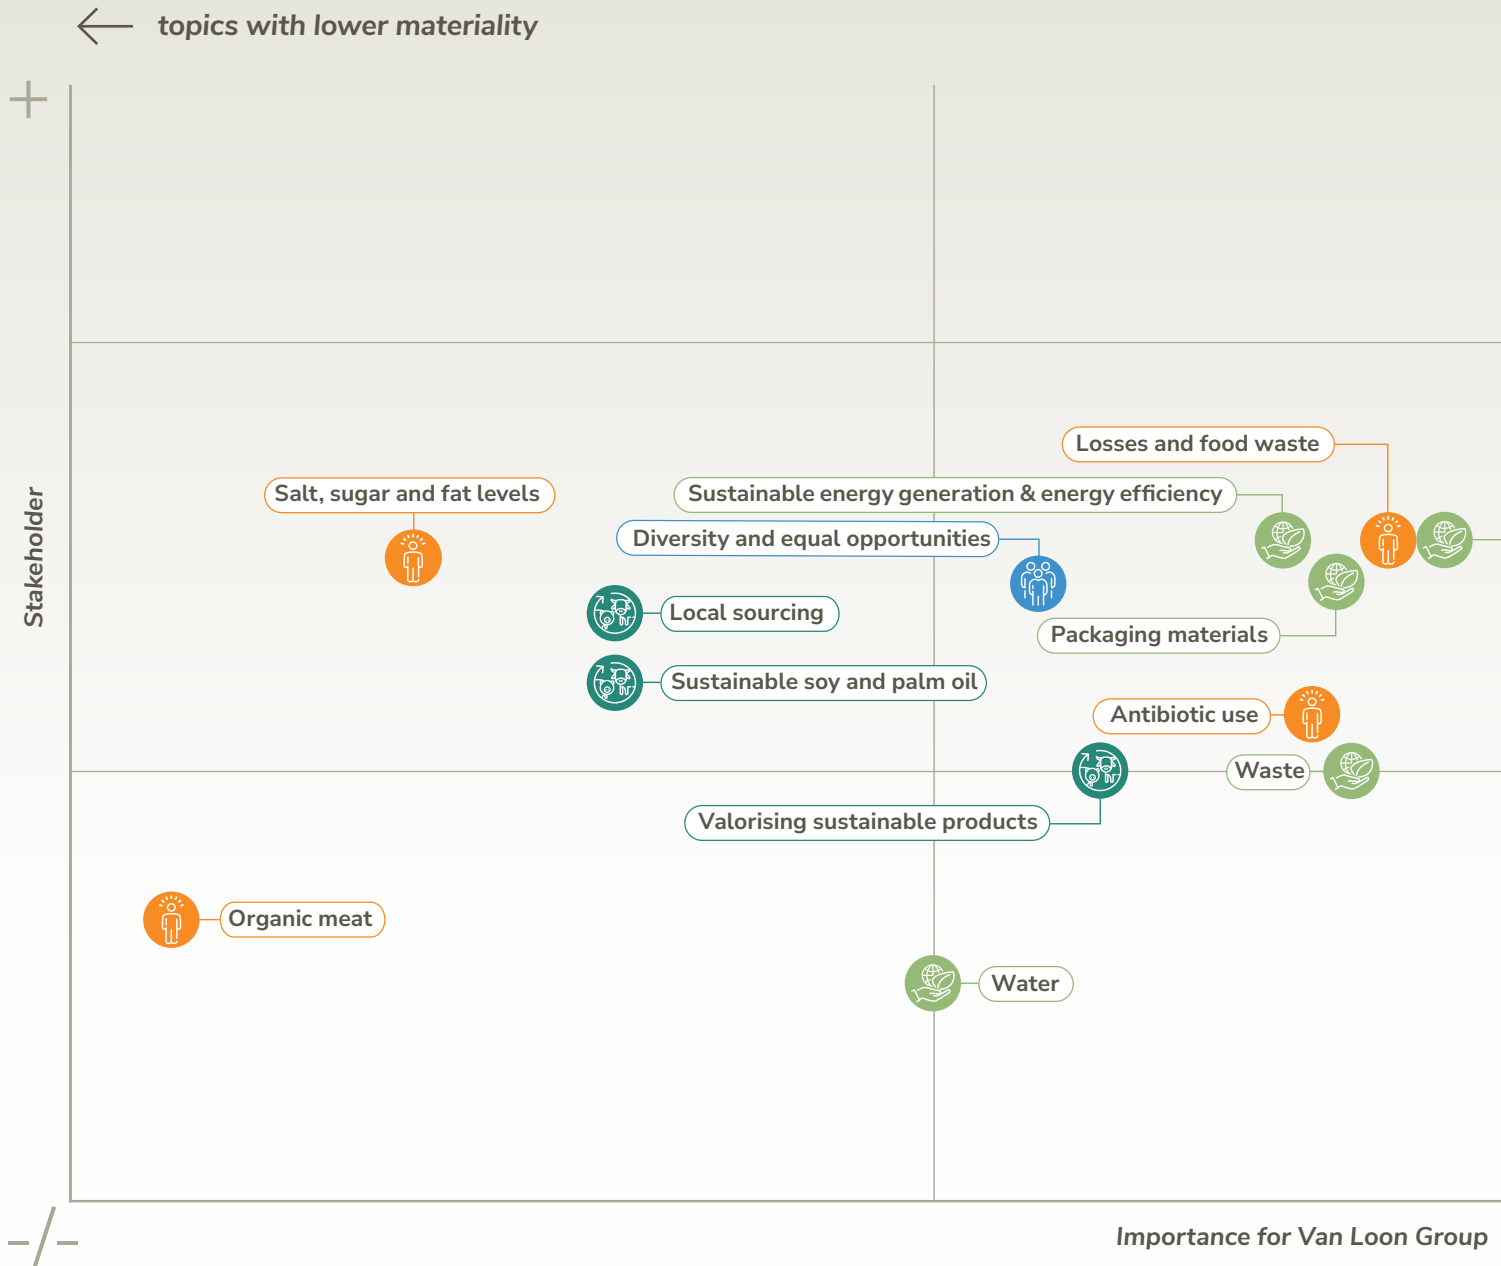 topics with lower materiality
Stakeholder
Losses and food waste
Salt, sugar and fat levels
Sustainable energy generation & energy efficiency
Diversity and equal opportunities
Local sourcing
Packaging materials
Sustainable soy and palm oil
Antibiotic use
Waste
Valorising sustainable products
Organic meat
Water
Importance for Van Loon Group